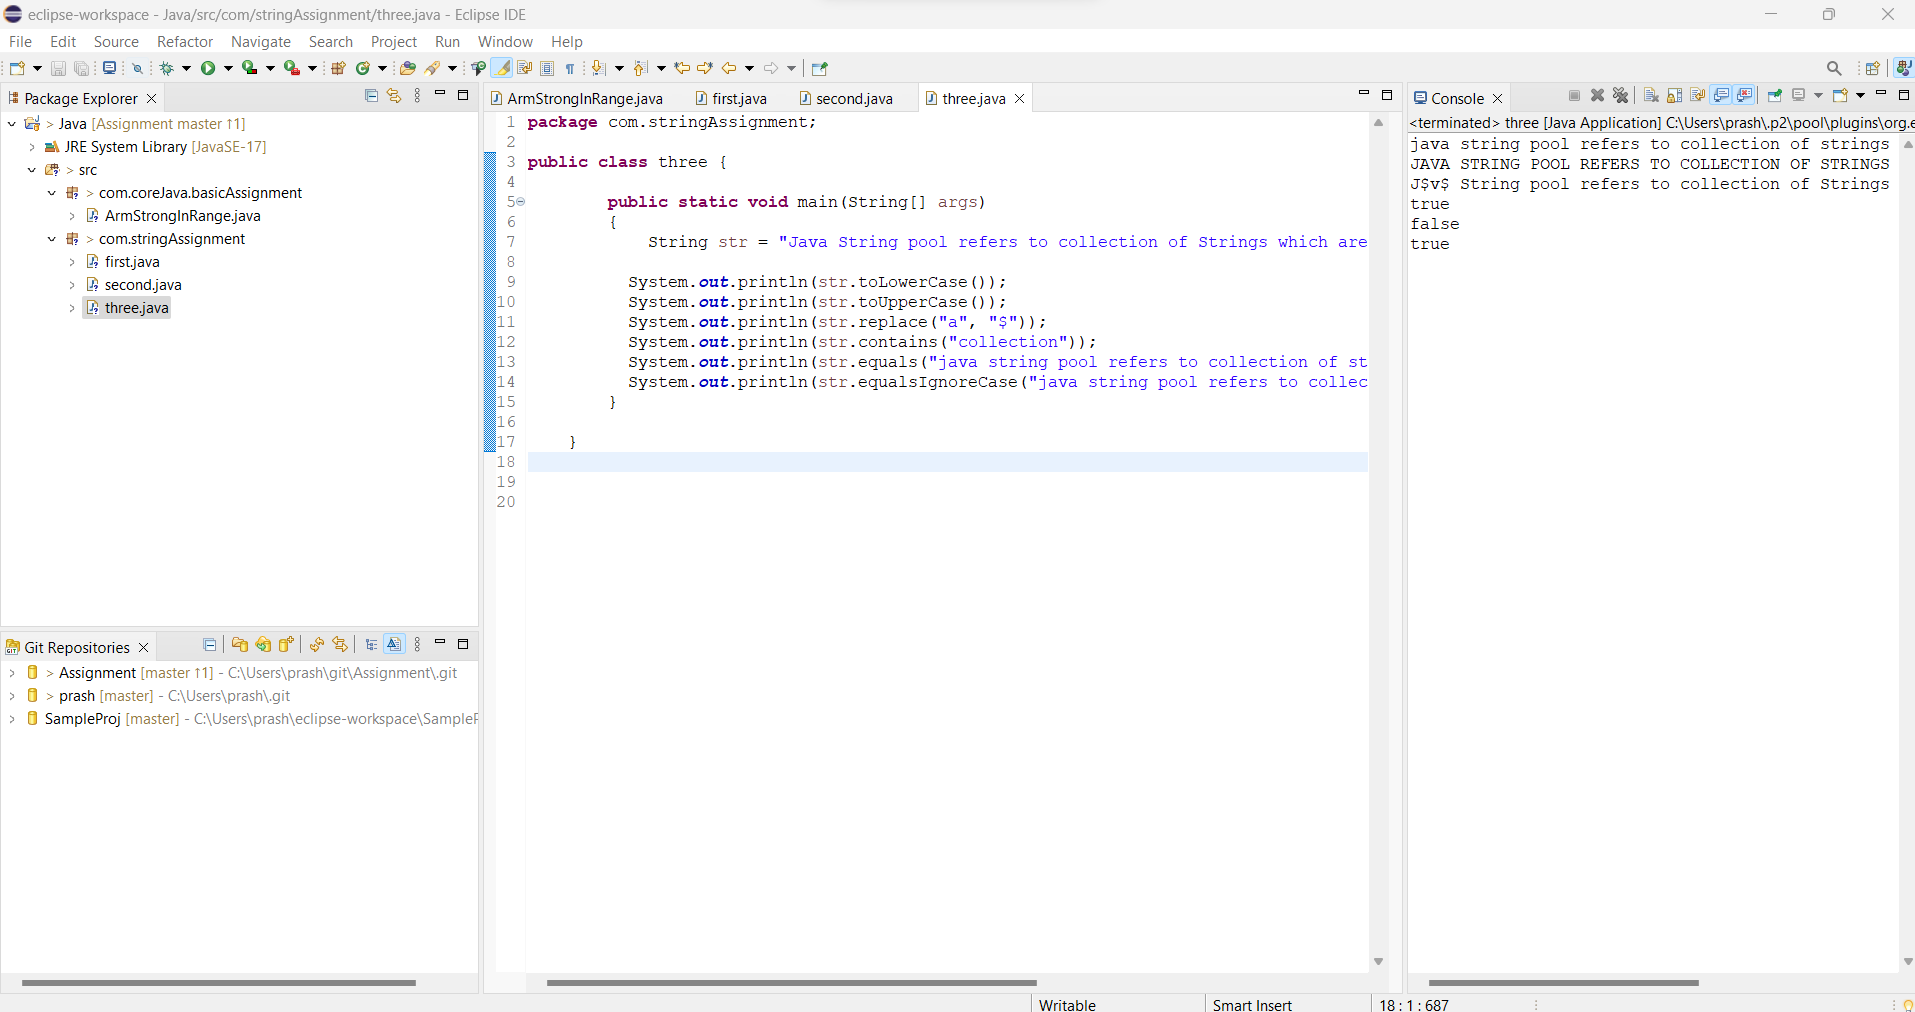 eclipse-workspace - Java/src/com/stringAssignment/three.java - Eclipse IDE
File Edit Source Refactor Navigate Search Project Run Window Help
Package Explorer
> Java [Assignment master ↑1]
JRE System Library [JavaSE-17]
> src
> com.coreJava.basicAssignment
ArmStrongInRange.java
> com.stringAssignment
first.java
second.java
three.java
Git Repositories
> Assignment [master ↑1] - C:\Users\prash\git\Assignment\.git
> prash [master] - C:\Users\prash\.git
SampleProj [master] - C:\Users\prash\eclipse-workspace\SampleP
ArmStrongInRange.java first.java second.java three.java
1 package com.stringAssignment;
2
3 public class three {
4
5 public static void main(String[] args)
6 {
7 String str = "Java String pool refers to collection of Strings which are
8
9 System.out.println(str.toLowerCase());
10 System.out.println(str.toUpperCase());
11 System.out.println(str.replace("a", "$"));
12 System.out.println(str.contains("collection"));
13 System.out.println(str.equals("java string pool refers to collection of st
14 System.out.println(str.equalsIgnoreCase("java string pool refers to collec
15 }
16
17 }
18
19
20
Console
<terminated> three [Java Application] C:\Users\prash\.p2\pool\plugins\org.e
java string pool refers to collection of strings
JAVA STRING POOL REFERS TO COLLECTION OF STRINGS
J$v$ String pool refers to collection of Strings
true
false
true
Writable Smart Insert 18 : 1 : 687